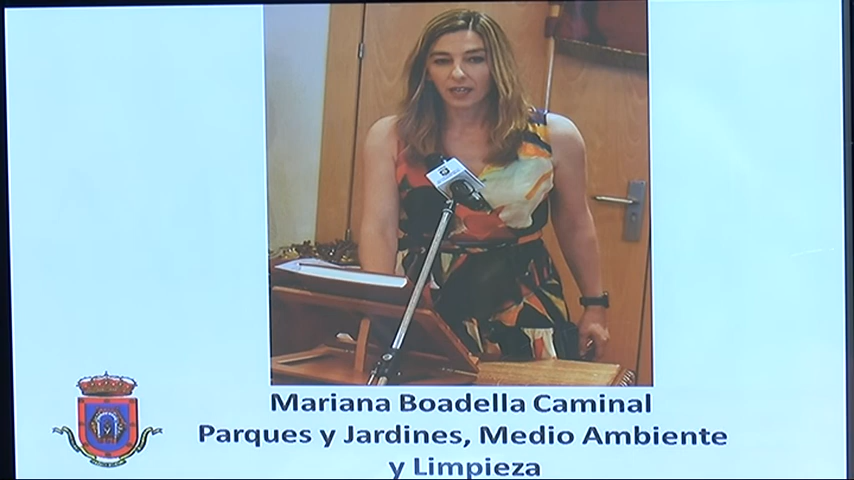 Mariana Boadella Caminal
Parques y Jardines, Medio Ambiente
y Limpieza